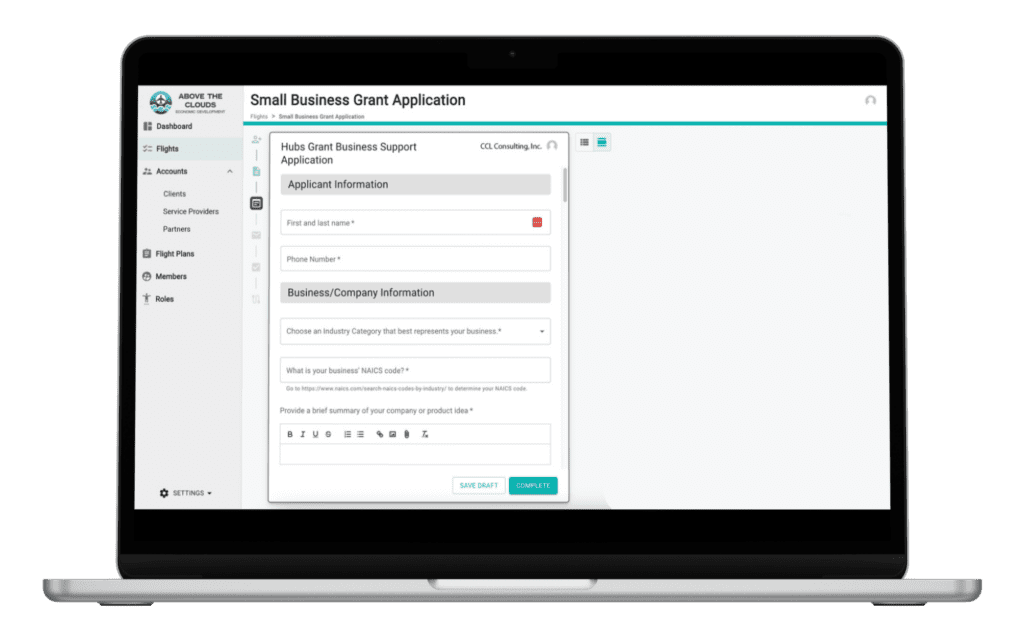 ABOVE THE
CLOUDS
ECONOMIC DEVELOPMENT
Dashboard
Flights
Accounts
Clients
Service Providers
Partners
Flight Plans
Members
Roles
SETTINGS
Small Business Grant Application
Flights > Small Business Grant Application
Hubs Grant Business Support
Application
CCL Consulting, Inc.
Applicant Information
First and last name *
Phone Number *
Business/Company Information
Choose an Industry Category that best represents your business. *
What is your business' NAICS code? *
Go to https://www.naics.com/search-naics-codes-by-industry/ to determine your NAICS code.
Provide a brief summary of your company or product idea *
B I U S
SAVE DRAFT
COMPLETE